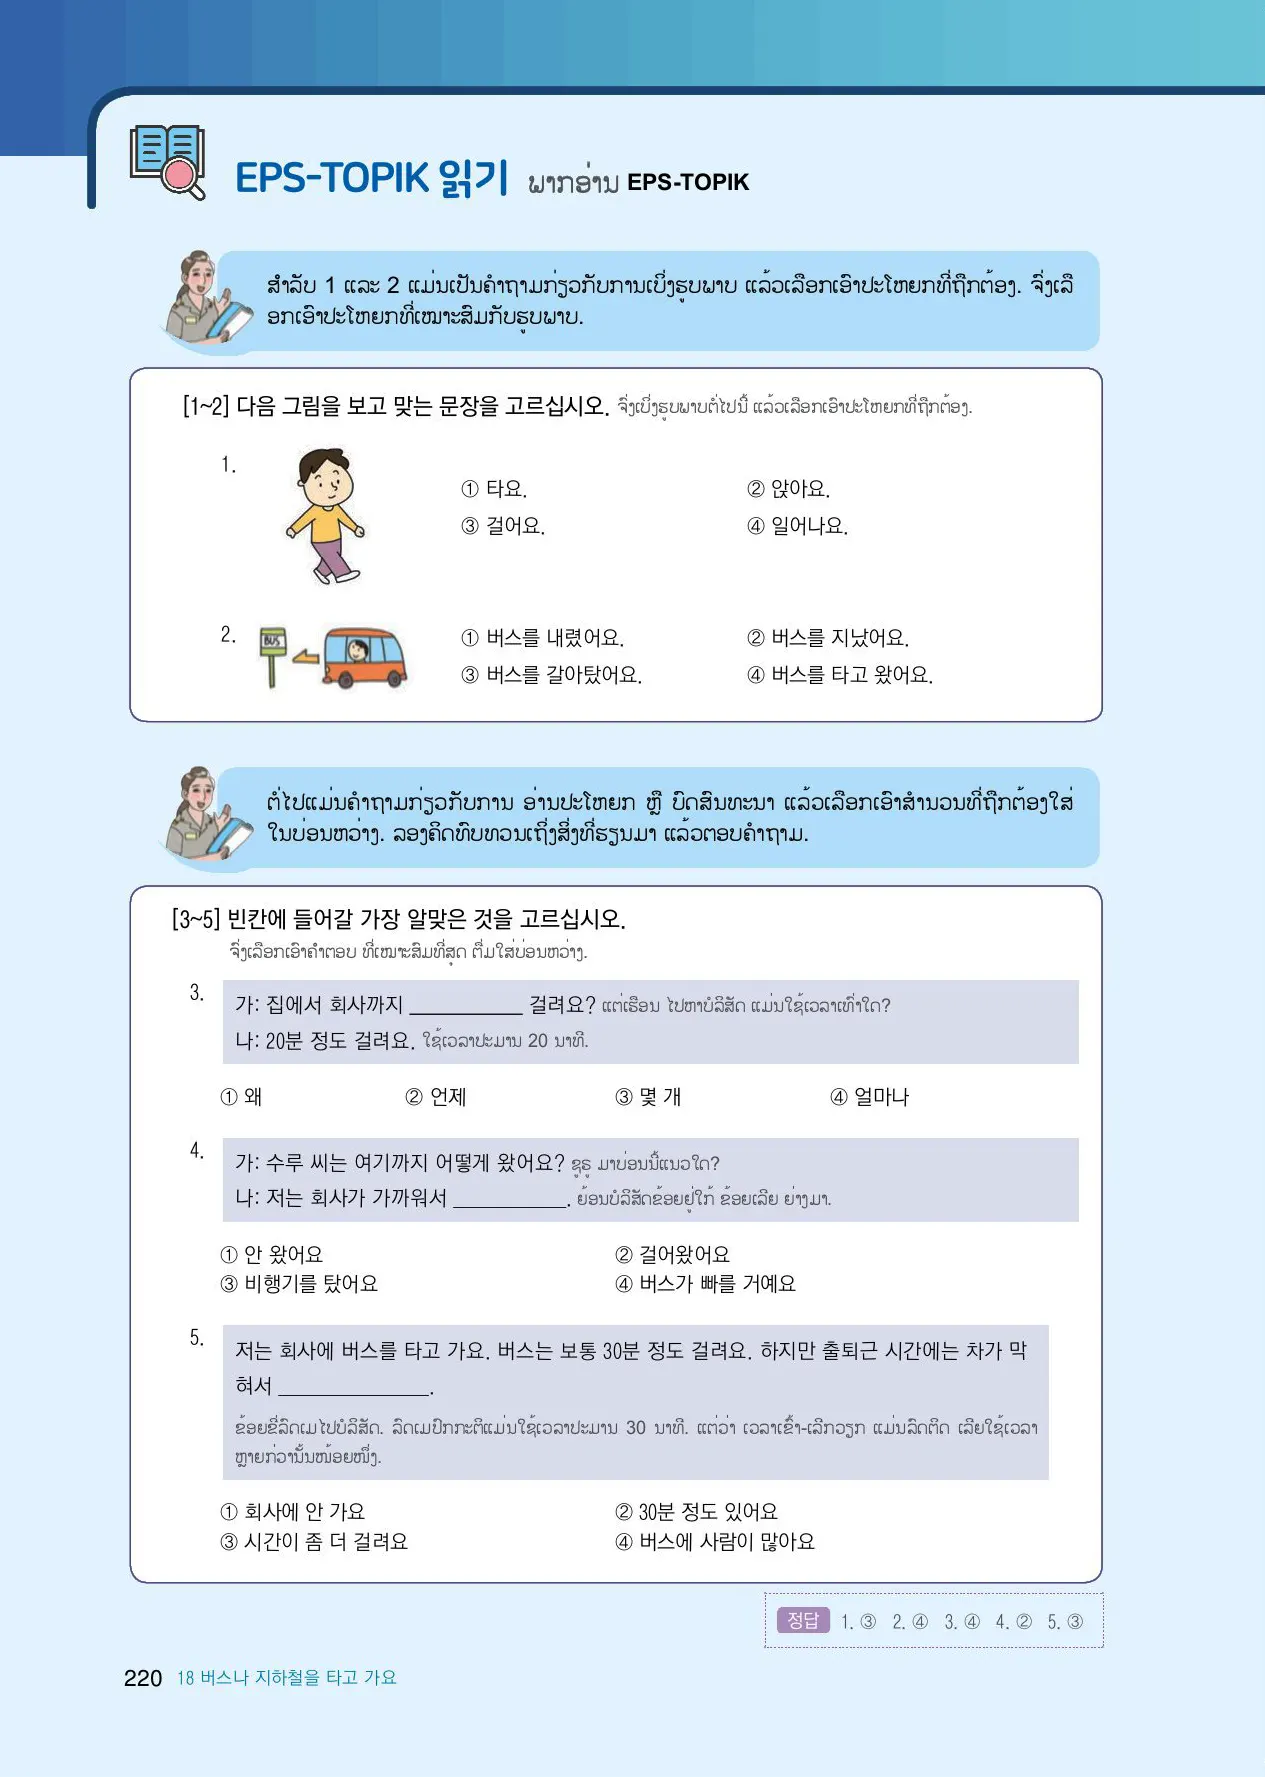 EPS-TOPIK 읽기 ພາກອ່ານ EPS-TOPIK
ສຳລັບ 1 ແລະ 2 ແມ່ນເປັນຄຳຖາມກ່ຽວກັບການເບິ່ງຮູບພາບ ແລ້ວເລືອກເອົາປະໂຫຍກທີ່ຖືກຕ້ອງ. ຈົ່ງເລື
ອກເອົາປະໂຫຍກທີ່ເໝາະສົມກັບຮູບພາບ.
[1~2] 다음 그림을 보고 맞는 문장을 고르십시오. ຈົ່ງເບິ່ງຮູບພາບຕໍ່ໄປນີ້ ແລ້ວເລືອກເອົາປະໂຫຍກທີ່ຖືກຕ້ອງ.
1.
① 타요. ② 앉아요.
③ 걸어요. ④ 일어나요.
2.
BUS
① 버스를 내렸어요. ② 버스를 지났어요.
③ 버스를 갈아탔어요. ④ 버스를 타고 왔어요.
ຕໍ່ໄປແມ່ນຄຳຖາມກ່ຽວກັບການ ອ່ານປະໂຫຍກ ຫຼື ບົດສົນທະນາ ແລ້ວເລືອກເອົາສຳນວນທີ່ຖືກຕ້ອງໃສ່
ໃນບ່ອນຫວ່າງ. ລອງຄິດທົບທວນເຖິ່ງສິ່ງທີ່ຮຽນມາ ແລ້ວຕອບຄຳຖາມ.
[3~5] 빈칸에 들어갈 가장 알맞은 것을 고르십시오.
ຈົ່ງເລືອກເອົາຄຳຕອບ ທີ່ເໝາະສົມທີ່ສຸດ ຕື່ມໃສ່ບ່ອນຫວ່າງ.
3.
가: 집에서 회사까지 __________ 걸려요? ແຕ່ເຮືອນ ໄປຫາບໍລິສັດ ແມ່ນໃຊ້ເວລາເທົ່າໃດ?
나: 20분 정도 걸려요. ໃຊ້ເວລາປະມານ 20 ນາທີ.
① 왜 ② 언제 ③ 몇 개 ④ 얼마나
4.
가: 수루 씨는 여기까지 어떻게 왔어요? ຊູຣູ ມາບ່ອນນີ້ແນວໃດ?
나: 저는 회사가 가까워서 __________. ຍ້ອນບໍລິສັດຂ້ອຍຢູ່ໃກ້ ຂ້ອຍເລີຍ ຍ່າງມາ.
① 안 왔어요 ② 걸어왔어요
③ 비행기를 탔어요 ④ 버스가 빠를 거예요
5.
저는 회사에 버스를 타고 가요. 버스는 보통 30분 정도 걸려요. 하지만 출퇴근 시간에는 차가 막
혀서 ______________.
ຂ້ອຍຂີ່ລົດເມໄປບໍລິສັດ. ລົດເມປົກກະຕິແມ່ນໃຊ້ເວລາປະມານ 30 ນາທີ. ແຕ່ວ່າ ເວລາເຂົ້າ-ເລີກວຽກ ແມ່ນລົດຕິດ ເລີຍໃຊ້ເວລາ
ຫຼາຍກ່ວານັ້ນໜ້ອຍໜຶ່ງ.
① 회사에 안 가요 ② 30분 정도 있어요
③ 시간이 좀 더 걸려요 ④ 버스에 사람이 많아요
정답 1. ③ 2. ④ 3. ④ 4. ② 5. ③
220 18 버스나 지하철을 타고 가요